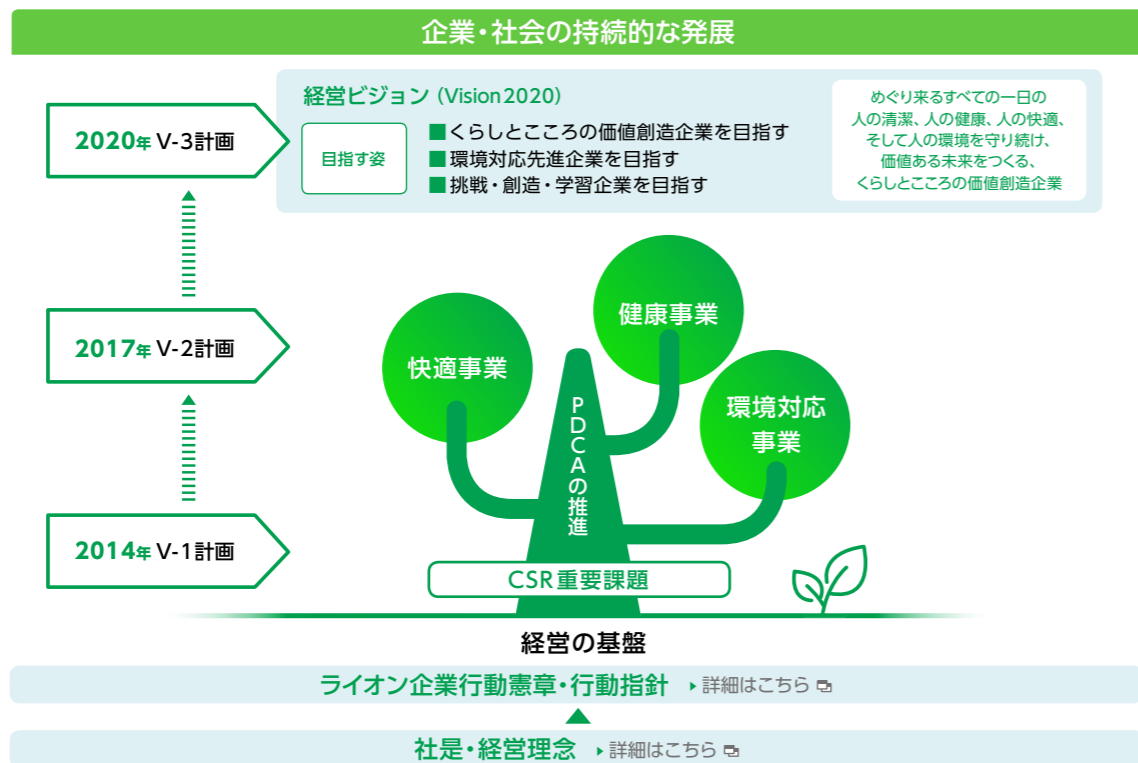 企業・社会の持続的な発展
2020年 V-3計画
経営ビジョン（Vision2020）
目指す姿
■くらしとこころの価値創造企業を目指す
■環境対応先進企業を目指す
■挑戦・創造・学習企業を目指す
めぐり来るすべての一日の
人の清潔、人の健康、人の快適、
そして人の環境を守り続け、
価値ある未来をつくる、
くらしとこころの価値創造企業
2017年 V-2計画
2014年 V-1計画
快適事業
健康事業
環境対応
事業
PDCAの推進
CSR重要課題
経営の基盤
ライオン企業行動憲章・行動指針 詳細はこちら
社是・経営理念 詳細はこちら